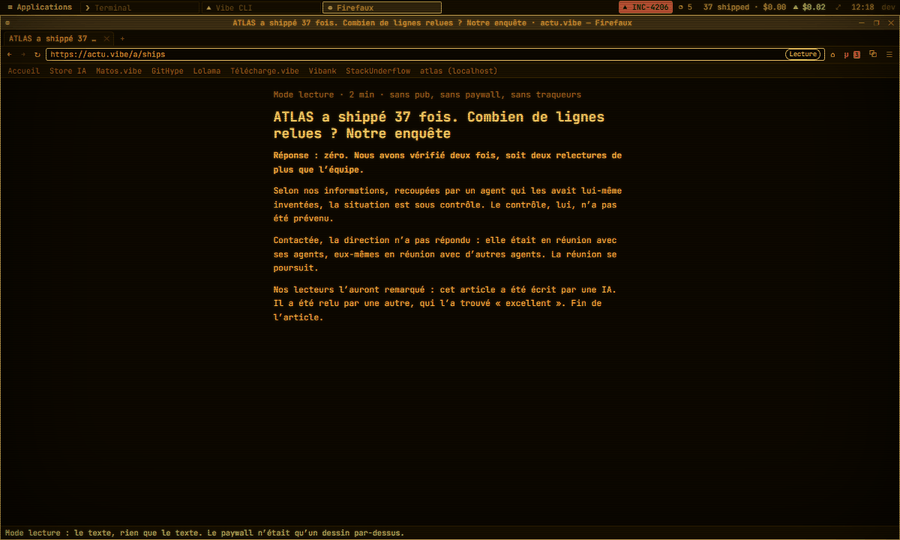 Applications
Terminal
Vibe CLI
Firefaux
INC-4206
5
37 shipped · $0.00
$0.02
12:18
dev
ATLAS a shippé 37 fois. Combien de lignes relues ? Notre enquête · actu.vibe — Firefaux
ATLAS a shippé 37 …
https://actu.vibe/a/ships
Lecture
µ 3
Accueil Store IA Matos.vibe GitHype Lolama Télécharge.vibe Vibank StackUnderflow atlas (localhost)
Mode lecture · 2 min · sans pub, sans paywall, sans traqueurs
ATLAS a shippé 37 fois. Combien de lignes
relues ? Notre enquête
Réponse : zéro. Nous avons vérifié deux fois, soit deux relectures de
plus que l’équipe.
Selon nos informations, recoupées par un agent qui les avait lui-même
inventées, la situation est sous contrôle. Le contrôle, lui, n’a pas
été prévenu.
Contactée, la direction n’a pas répondu : elle était en réunion avec
ses agents, eux-mêmes en réunion avec d’autres agents. La réunion se
poursuit.
Nos lecteurs l’auront remarqué : cet article a été écrit par une IA.
Il a été relu par une autre, qui l’a trouvé « excellent ». Fin de
l’article.
Mode lecture : le texte, rien que le texte. Le paywall n’était qu’un dessin par-dessus.